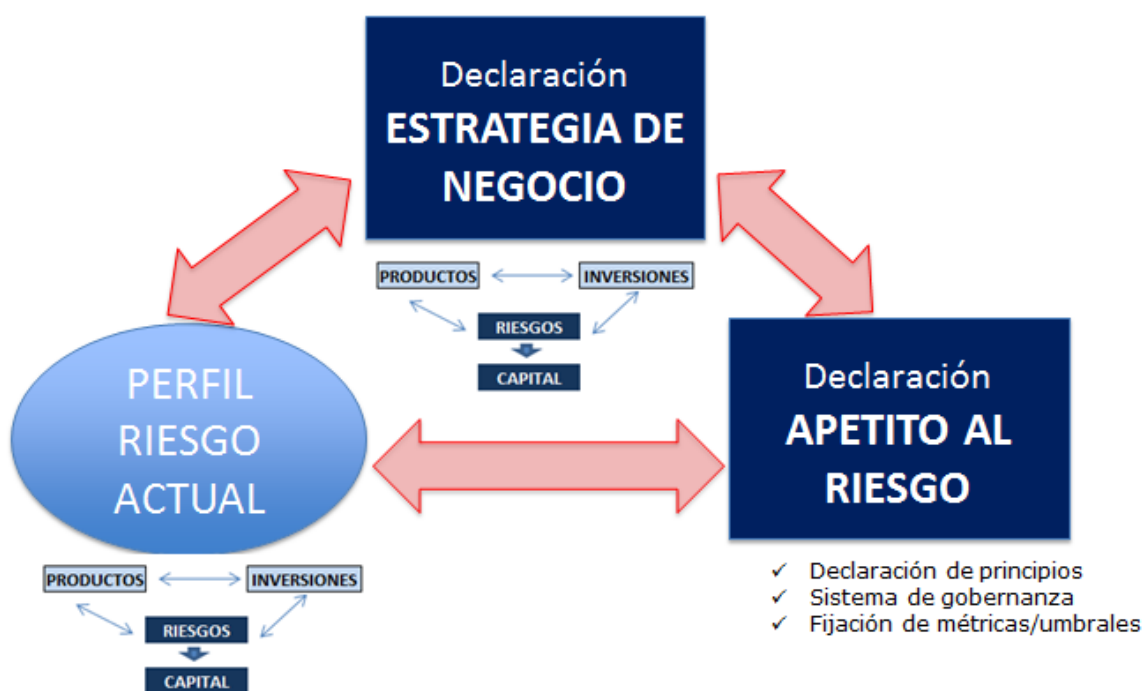 Declaración
ESTRATEGIA DE
NEGOCIO
PRODUCTOS
INVERSIONES
RIESGOS
CAPITAL
PERFIL
RIESGO
ACTUAL
Declaración
APETITO AL
RIESGO
PRODUCTOS
INVERSIONES
RIESGOS
CAPITAL
✓ Declaración de principios
✓ Sistema de gobernanza
✓ Fijación de métricas/umbrales